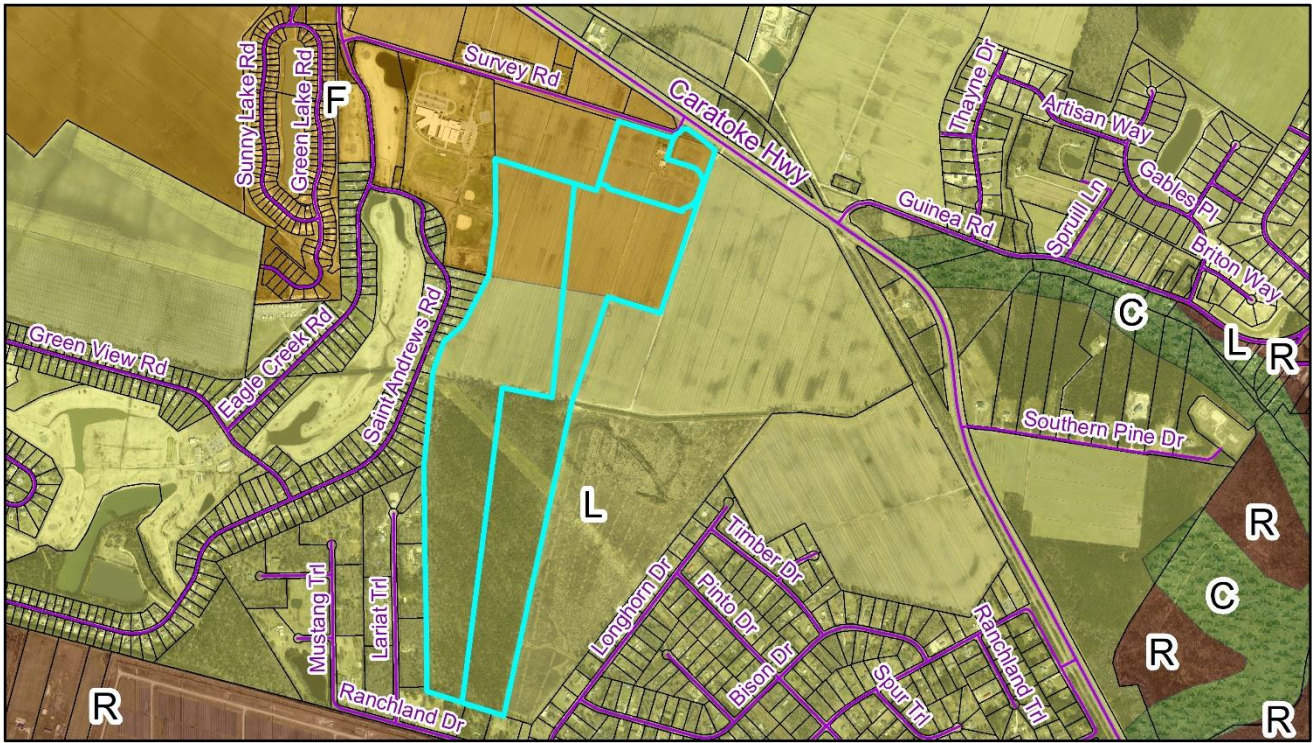 Sunny Lake Rd
Green Lake Rd
F
Survey Rd
Caratoke Hwy
Thayne Dr
Artisan Way
Gables Pl
Guinea Rd
Spruill Ln
Briton Way
C
L
R
Green View Rd
Eagle Creek Rd
Saint Andrews Rd
Southern Pine Dr
L
R
Timber Dr
Longhorn Dr
Pinto Dr
Mustang Trl
Lariat Trl
C
Bison Dr
Ranchland Trl
R
Spur Trl
Ranchland Dr
R
R